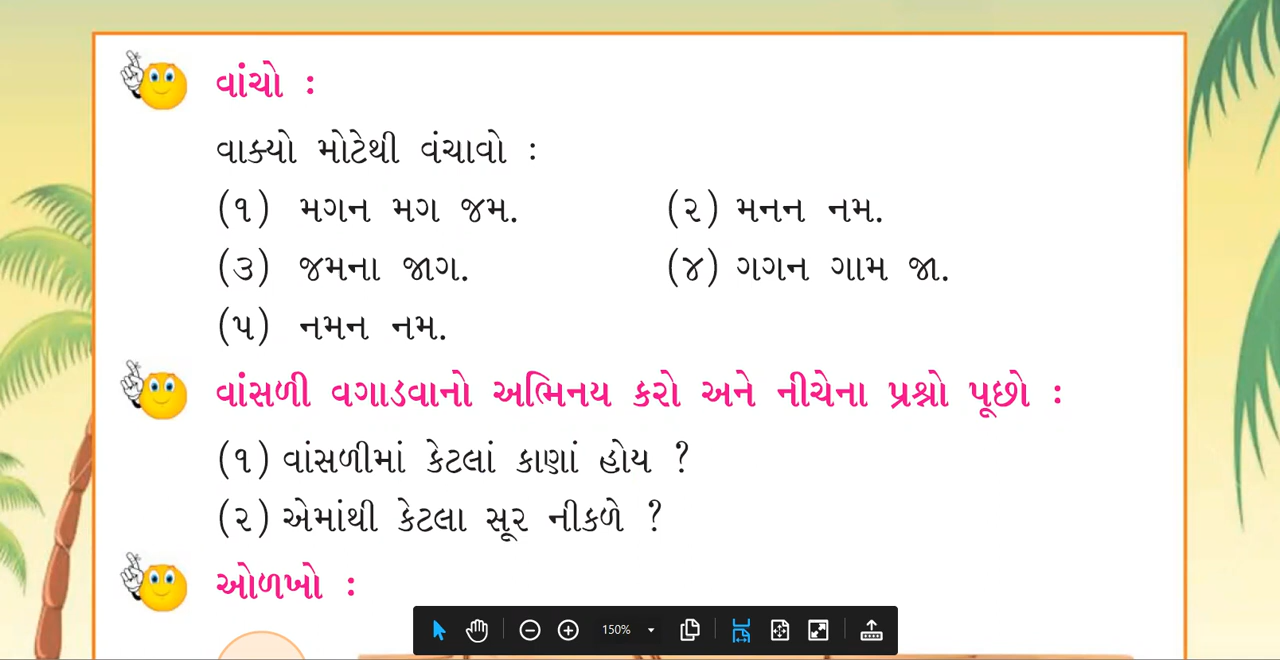 વાંચો :
વાક્યો મોટેથી વંચાવો :
(૧) મગન મગ જમ. (૨) મનન નમ.
(૩) જમના જાગ. (૪) ગગન ગામ જા.
(૫) નમન નમ.
વાંસળી વગાડવાનો અભિનય કરો અને નીચેના પ્રશ્નો પૂછો :
(૧) વાંસળીમાં કેટલાં કાણાં હોય ?
(૨) એમાંથી કેટલા સૂર નીકળે ?
ઓળખો :
150%